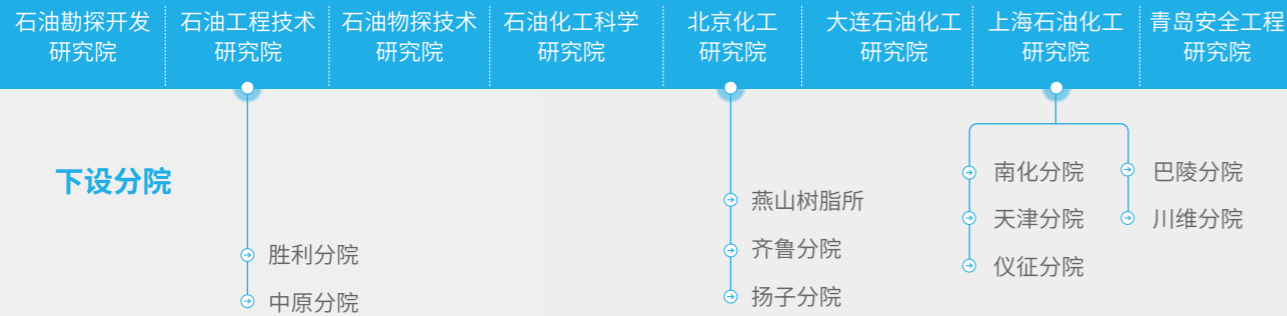 石油勘探开发
研究院
石油工程技术
研究院
石油物探技术
研究院
石油化工科学
研究院
北京化工
研究院
大连石油化工
研究院
上海石油化工
研究院
青岛安全工程
研究院
下设分院
胜利分院
中原分院
燕山树脂所
齐鲁分院
扬子分院
南化分院
天津分院
仪征分院
巴陵分院
川维分院